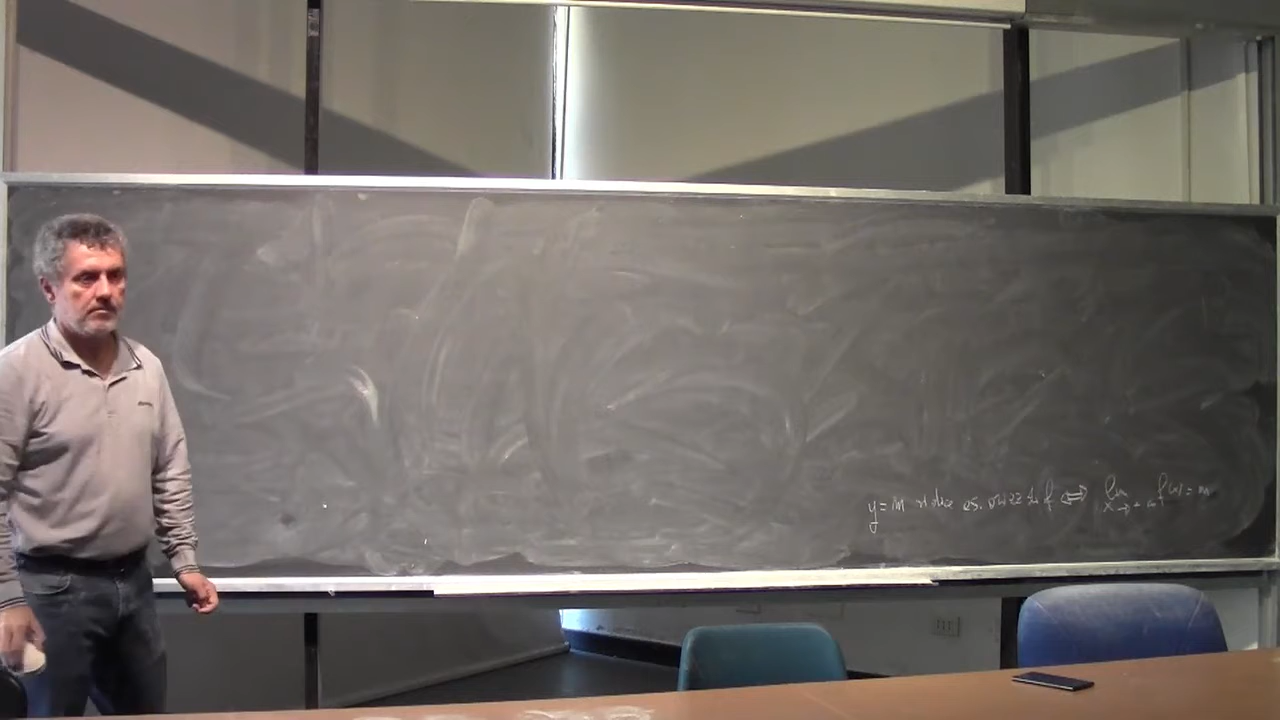 y = m si dice as. orizz di f ⟺ lim x→+∞ f(x) = m